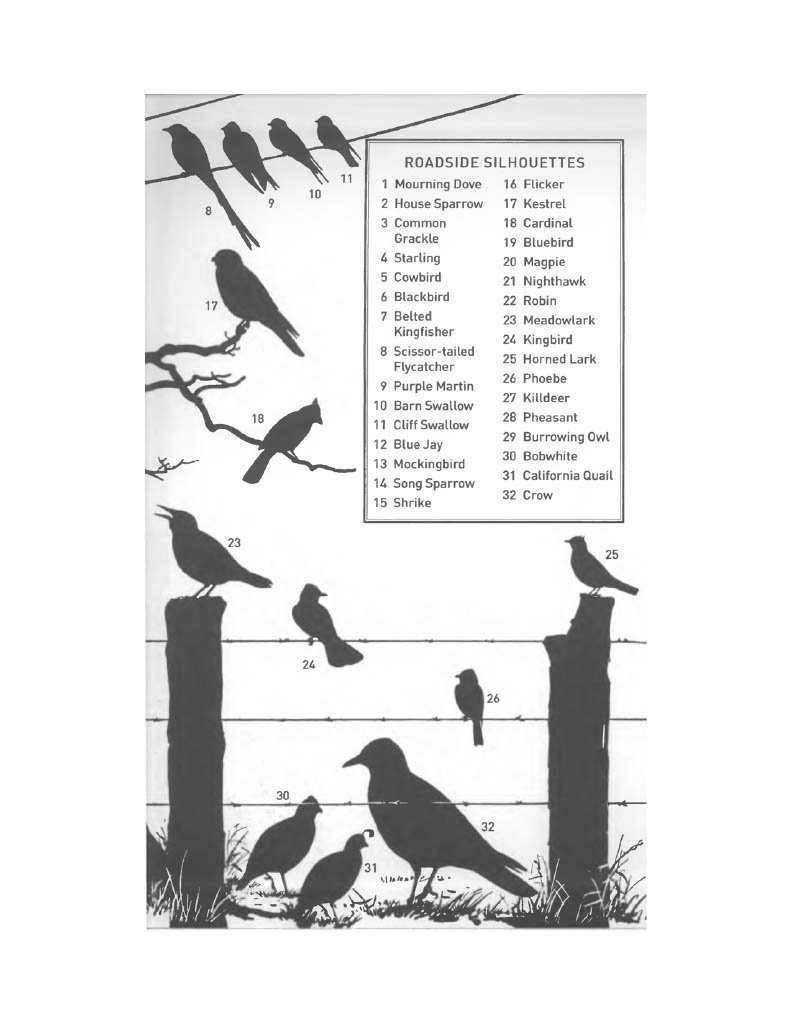 ROADSIDE SILHOUETTES
1 Mourning Dove
2 House Sparrow
3 Common
Grackle
4 Starling
5 Cowbird
6 Blackbird
7 Belted
Kingfisher
8 Scissor-tailed
Flycatcher
9 Purple Martin
10 Barn Swallow
11 Cliff Swallow
12 Blue Jay
13 Mockingbird
14 Song Sparrow
15 Shrike
16 Flicker
17 Kestrel
18 Cardinal
19 Bluebird
20 Magpie
21 Nighthawk
22 Robin
23 Meadowlark
24 Kingbird
25 Horned Lark
26 Phoebe
27 Killdeer
28 Pheasant
29 Burrowing Owl
30 Bobwhite
31 California Quail
32 Crow
8
9
10
11
17
18
23
25
24
26
30
32
31